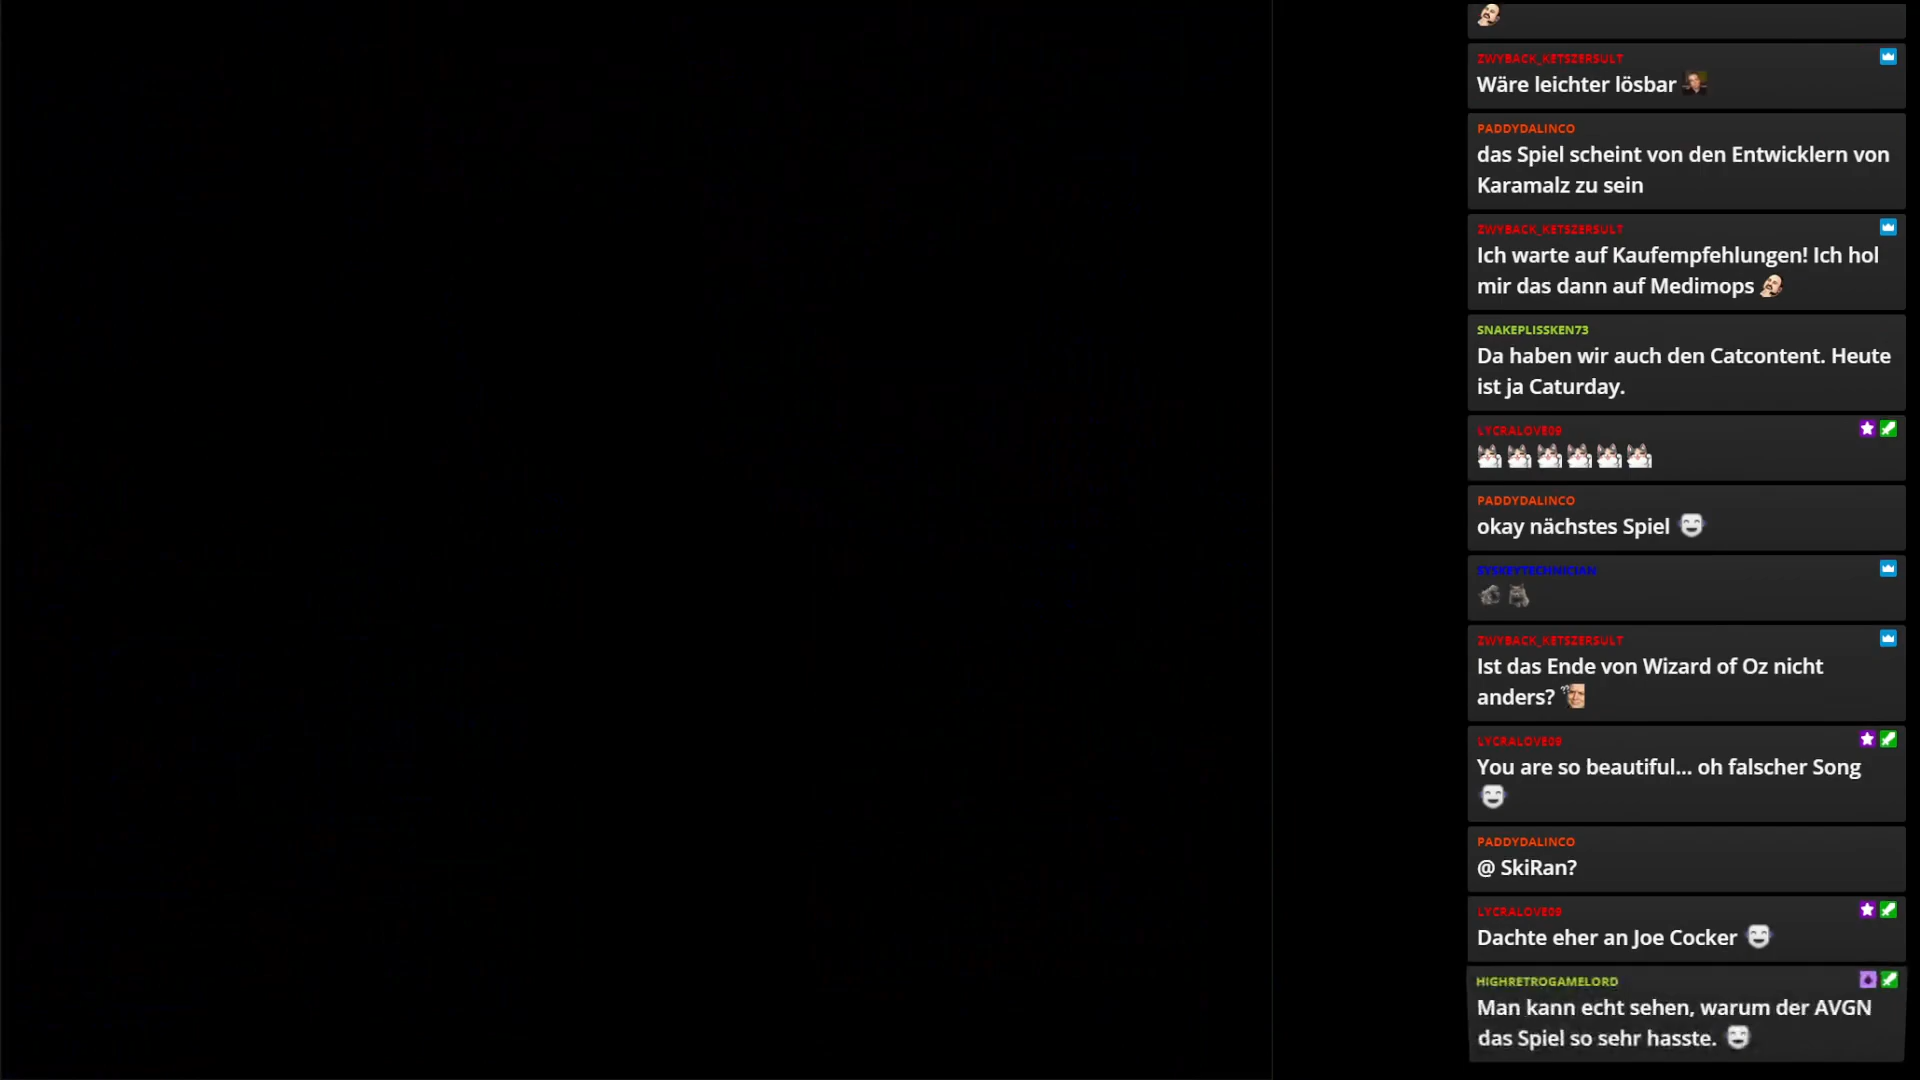 ZWYBACK_KETSZERSULT
Wäre leichter lösbar
PADDYDALINCO
das Spiel scheint von den Entwicklern von
Karamalz zu sein
ZWYBACK_KETSZERSULT
Ich warte auf Kaufempfehlungen! Ich hol
mir das dann auf Medimops
SNAKEPLISSKEN73
Da haben wir auch den Catcontent. Heute
ist ja Caturday.
LYCRALOVE09
PADDYDALINCO
okay nächstes Spiel
SYSKEYTECHNICIAN
ZWYBACK_KETSZERSULT
Ist das Ende von Wizard of Oz nicht
anders?
LYCRALOVE09
You are so beautiful... oh falscher Song
PADDYDALINCO
@ SkiRan?
LYCRALOVE09
Dachte eher an Joe Cocker
HIGHRETROGAMELORD
Man kann echt sehen, warum der AVGN
das Spiel so sehr hasste.